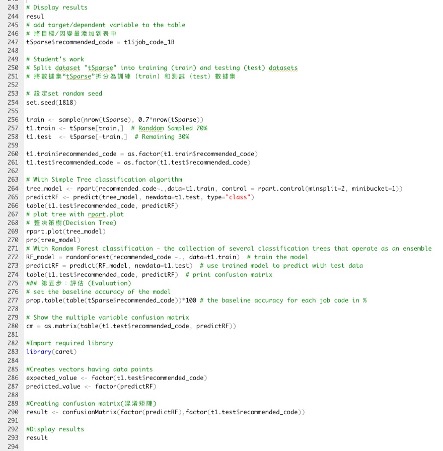 243 # Display results
244 resul
245 # add target/dependent variable to the table
246 # 將目標/因變量添加到表中
247 tSparse$recommended_code = t1$job_code_1B
248
249 # Student's work
250 # Split dataset "tSparse" into training (train) and testing (test) datasets
251 # 將數據集"tSparse"拆分為訓練 (train) 和測試 (test) 數據集
252
253 # 設定set random seed
254 set.seed(1818)
255
256 train <- sample(nrow(tSparse), 0.7*nrow(tSparse))
257 t1.train <- tSparse[train,] # Random Sampled 70%
258 t1.test <- tSparse[-train,] # Remaining 30%
259
260 t1.train$recommended_code = as.factor(t1.train$recommended_code)
261 t1.test$recommended_code = as.factor(t1.test$recommended_code)
262
263 # With Simple Tree classification algorithm
264 tree_model <- rpart(recommended_code~.,data=t1.train, control = rpart.control(minsplit=2, minibucket=1))
265 predictRF <- predict(tree_model, newdata=t1.test, type="class")
266 table(t1.test$recommended_code, predictRF)
267 # plot tree with rpart.plot
268 # 決策樹(Decision Tree)
269 rpart.plot(tree_model)
270 prp(tree_model)
271 # With Random Forest classification - the collection of several classification trees that operate as an ensemble
272 RF_model = randomForest(recommended_code ~ ., data=t1.train) # train the model
273 predictRF = predict(RF_model, newdata=t1.test) # use trained model to predict with test data
274 table(t1.test$recommended_code, predictRF) # print confusion matrix
275 ### 第五步：評估 (Evaluation)
276 # set the baseline accuracy of the model
277 prop.table(table(tSparse$recommended_code))*100 # the baseline accuracy for each job code in %
278
279 # Show the multiple variable confusion matrix
280 cm = as.matrix(table(t1.test$recommended_code, predictRF))
281
282 #Import required library
283 library(caret)
284
285 #Creates vectors having data points
286 expected_value <- factor(t1.test$recommended_code)
287 predicted_value <- factor(predictRF)
288
289 #Creating confusion matrix(混淆矩陣)
290 result <- confusionMatrix(factor(predictRF),factor(t1.test$recommended_code))
291
292 #Display results
293 result
294